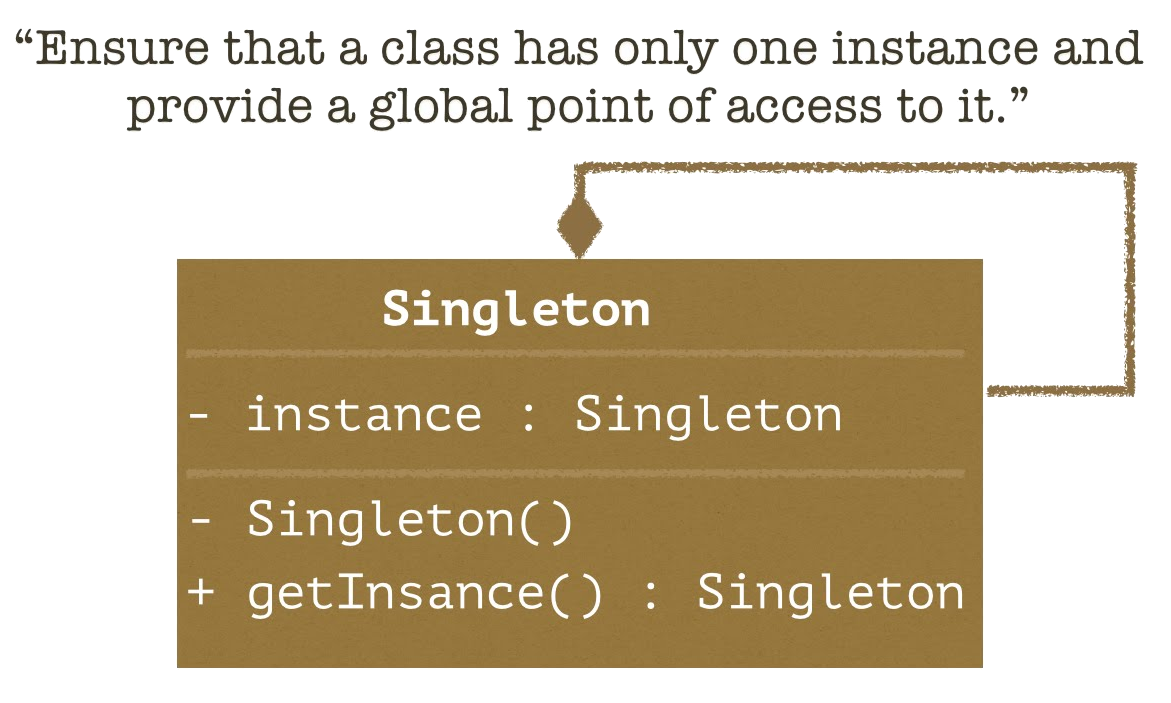 “Ensure that a class has only one instance and
provide a global point of access to it.”
Singleton
- instance : Singleton
- Singleton()
+ getInsance() : Singleton